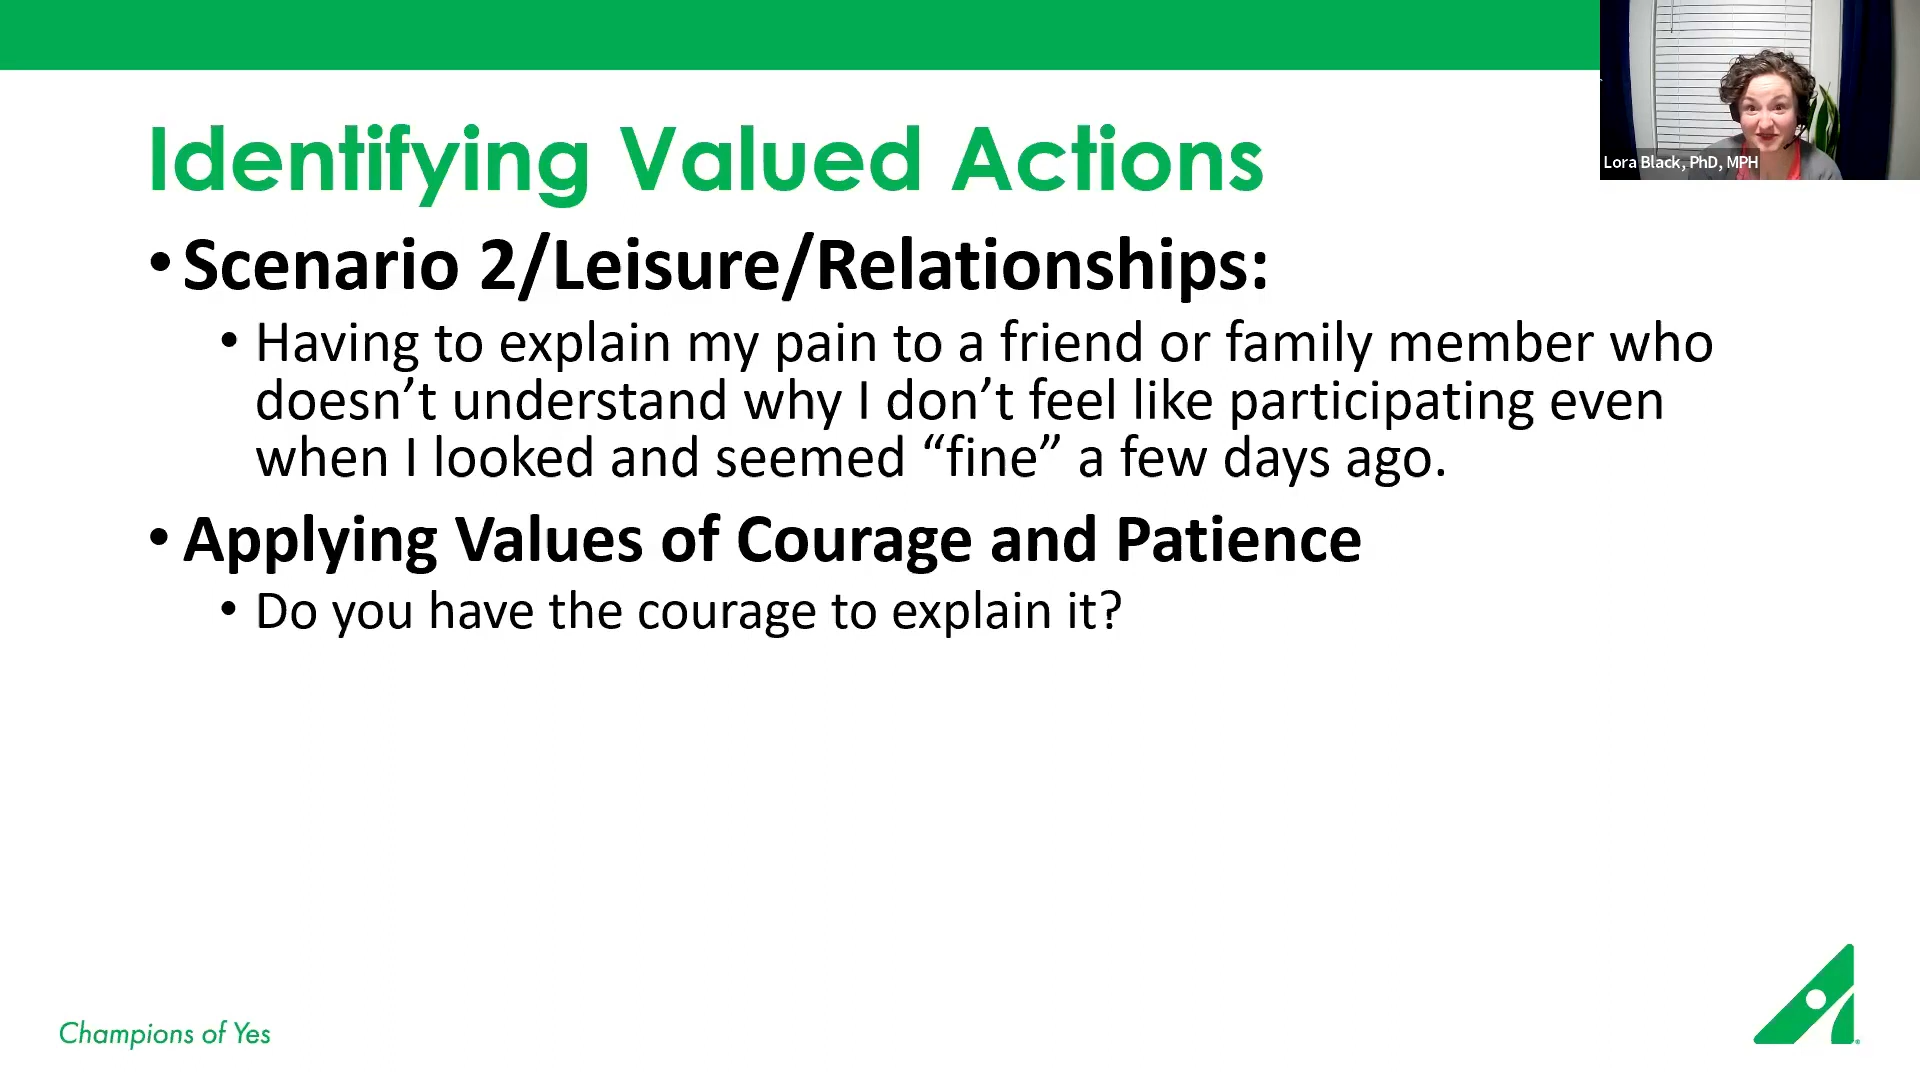 Lora Black, PhD, MPH
Identifying Valued Actions
• Scenario 2/Leisure/Relationships:
• Having to explain my pain to a friend or family member who
doesn’t understand why I don’t feel like participating even
when I looked and seemed “fine” a few days ago.
• Applying Values of Courage and Patience
• Do you have the courage to explain it?
Champions of Yes